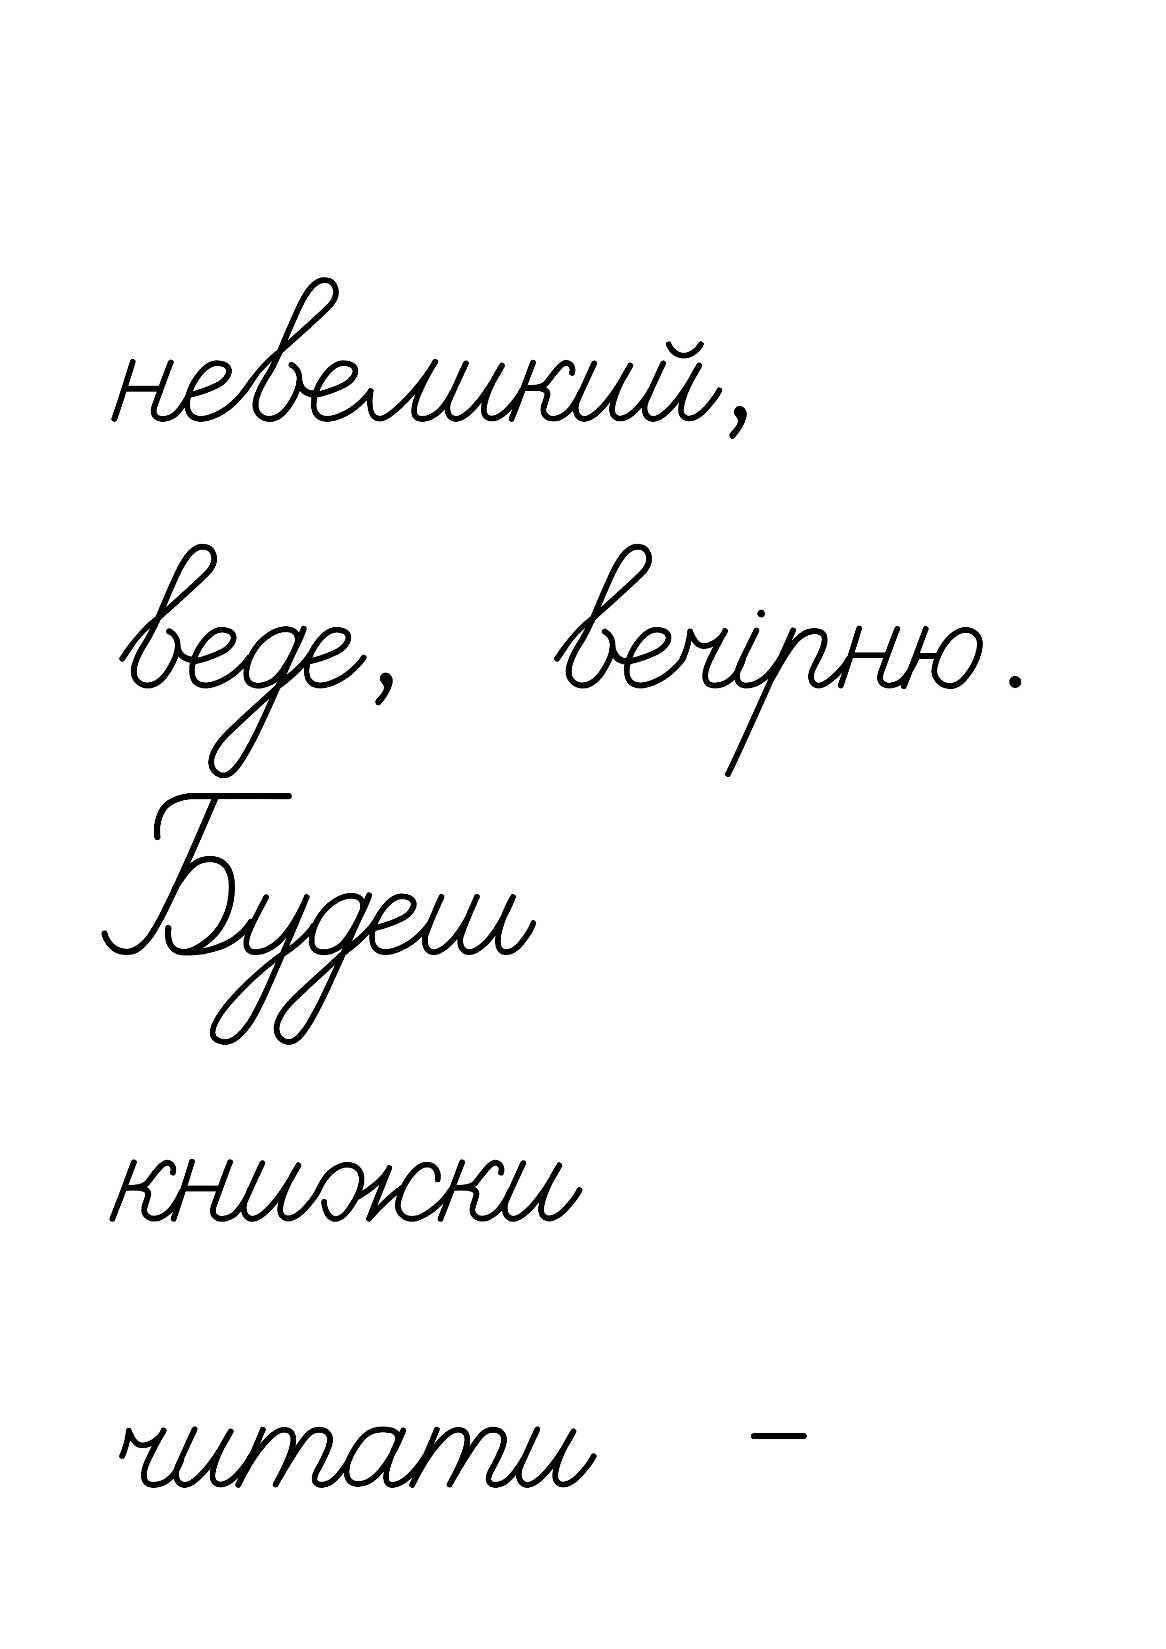 невеликий,
веде, вечірню.
Будеш
книжки
читати –